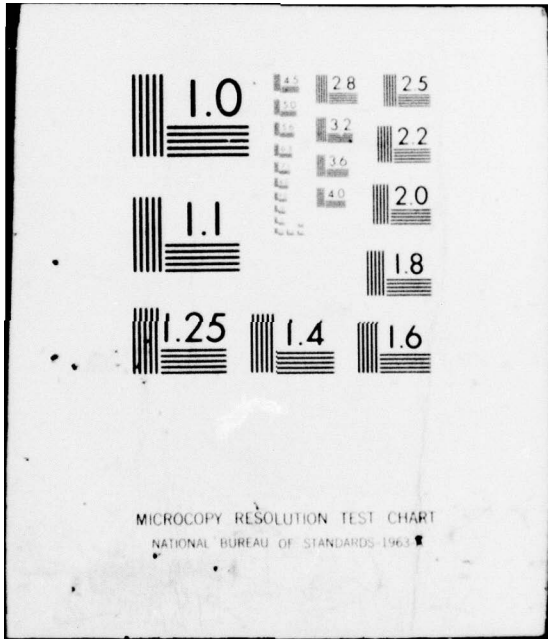 1.0 4.5 2.8 2.5
5.0
3.2 2.2
3.6
4.0 2.0
1.1
1.8
1.25 1.4 1.6
MICROCOPY RESOLUTION TEST CHART
NATIONAL BUREAU OF STANDARDS-1963-A